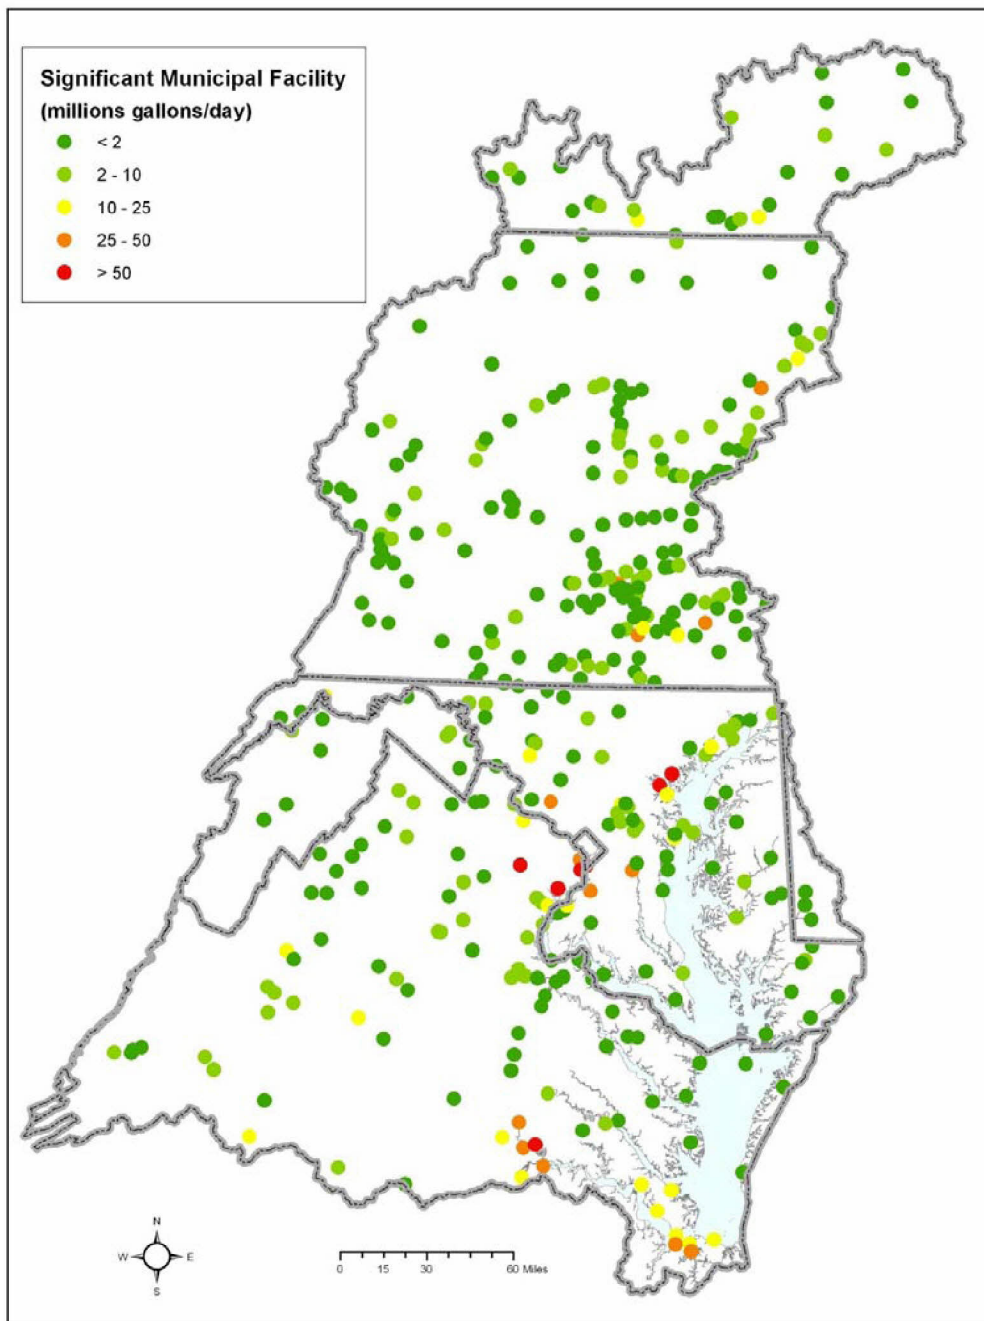 Significant Municipal Facility
(millions gallons/day)
< 2
2 - 10
10 - 25
25 - 50
> 50
N
W E
S
0 15 30 60 Miles